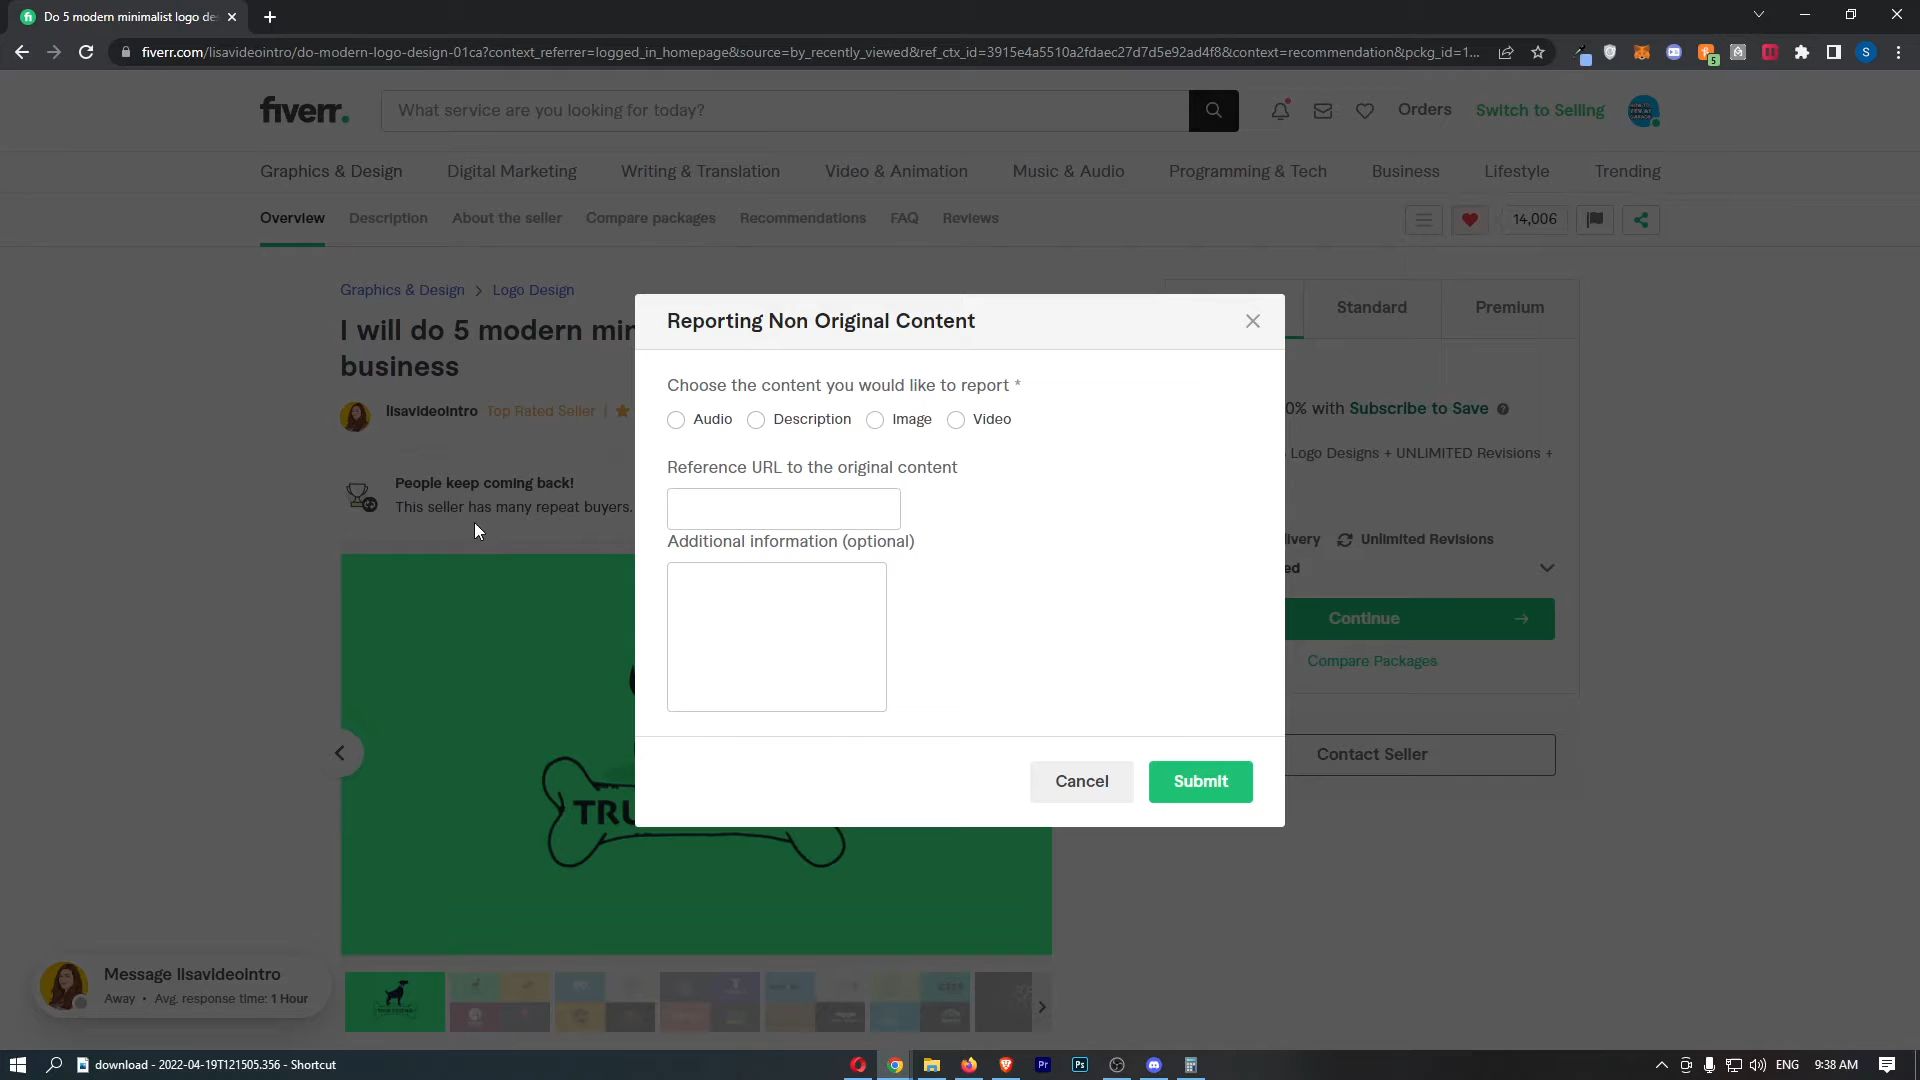 Do 5 modern minimalist logo de
fiverr.com/lisavideointro/do-modern-logo-design-01ca?context_referrer=logged_in_homepage&source=by_recently_viewed&ref_ctx_id=3915e4a5510a2fdaec27d7d5e92ad4f8&context=recommendation&pckg_id=1...
5
S
fiverr.
What service are you looking for today?
Orders
Switch to Selling
Graphics & Design
Digital Marketing
Writing & Translation
Video & Animation
Music & Audio
Programming & Tech
Business
Lifestyle
Trending
Overview
Description
About the seller
Compare packages
Recommendations
FAQ
Reviews
14,006
Graphics & Design > Logo Design
I will do 5 modern min
business
lisavideointro Top Rated Seller |
People keep coming back!
This seller has many repeat buyers.
Reporting Non Original Content
Choose the content you would like to report *
Audio
Description
Image
Video
Reference URL to the original content
Additional information (optional)
Cancel
Submit
Standard
Premium
0% with Subscribe to Save
Logo Designs + UNLIMITED Revisions +
livery
Unlimited Revisions
ed
Continue
Compare Packages
Contact Seller
TRU
Message lisavideointro
Away • Avg. response time: 1 Hour
download - 2022-04-19T121505.356 - Shortcut
Pr
Ps
ENG
9:38 AM